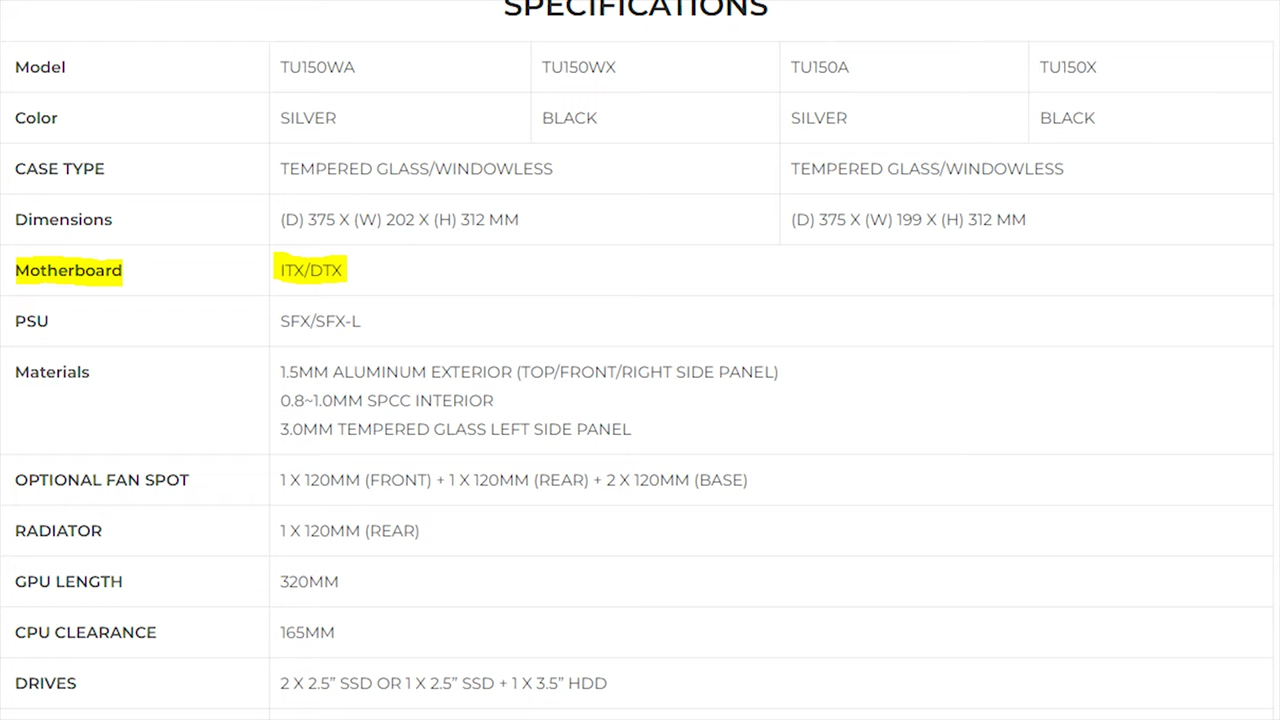 SPECIFICATIONS
Model TU150WA TU150WX TU150A TU150X
Color SILVER BLACK SILVER BLACK
CASE TYPE TEMPERED GLASS/WINDOWLESS TEMPERED GLASS/WINDOWLESS
Dimensions (D) 375 X (W) 202 X (H) 312 MM (D) 375 X (W) 199 X (H) 312 MM
Motherboard ITX/DTX
PSU SFX/SFX-L
Materials 1.5MM ALUMINUM EXTERIOR (TOP/FRONT/RIGHT SIDE PANEL)
0.8~1.0MM SPCC INTERIOR
3.0MM TEMPERED GLASS LEFT SIDE PANEL
OPTIONAL FAN SPOT 1 X 120MM (FRONT) + 1 X 120MM (REAR) + 2 X 120MM (BASE)
RADIATOR 1 X 120MM (REAR)
GPU LENGTH 320MM
CPU CLEARANCE 165MM
DRIVES 2 X 2.5” SSD OR 1 X 2.5” SSD + 1 X 3.5” HDD